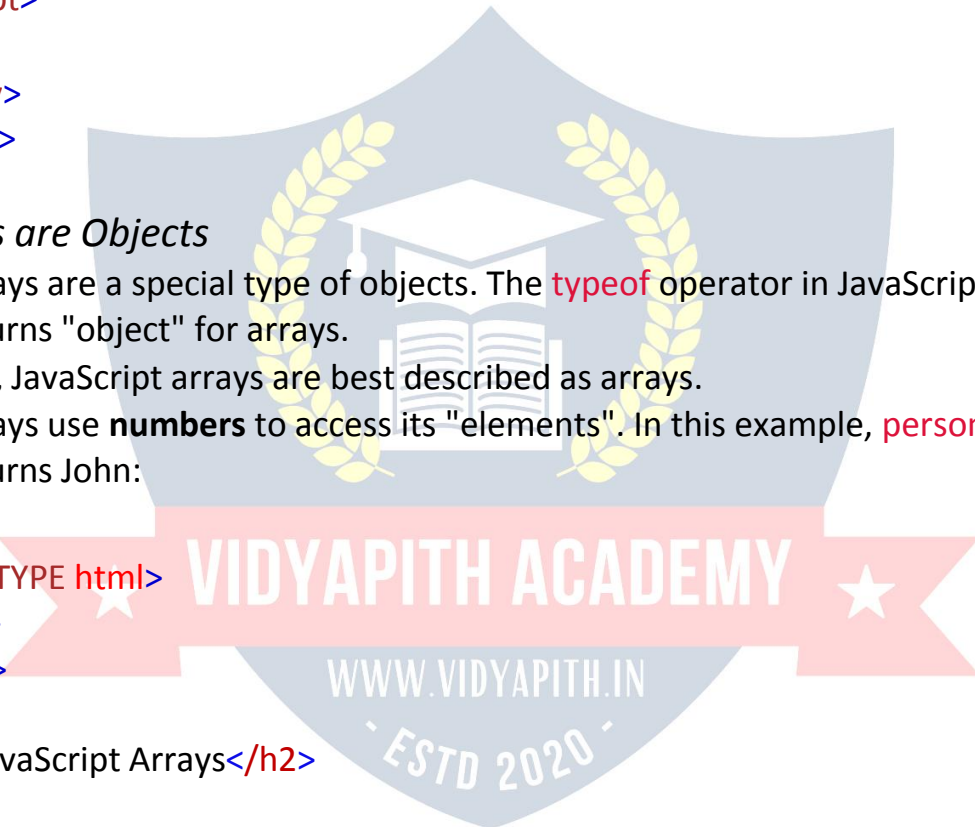 >
>
>
s are Objects
ays are a special type of objects. The typeof operator in JavaScrip
urns "object" for arrays.
, JavaScript arrays are best described as arrays.
ays use numbers to access its "elements". In this example, person
urns John:
TYPE html>
>
vaScript Arrays</h2>
VIDYAPITH ACADEMY
WWW.VIDYAPITH.IN
- ESTD 2020 -